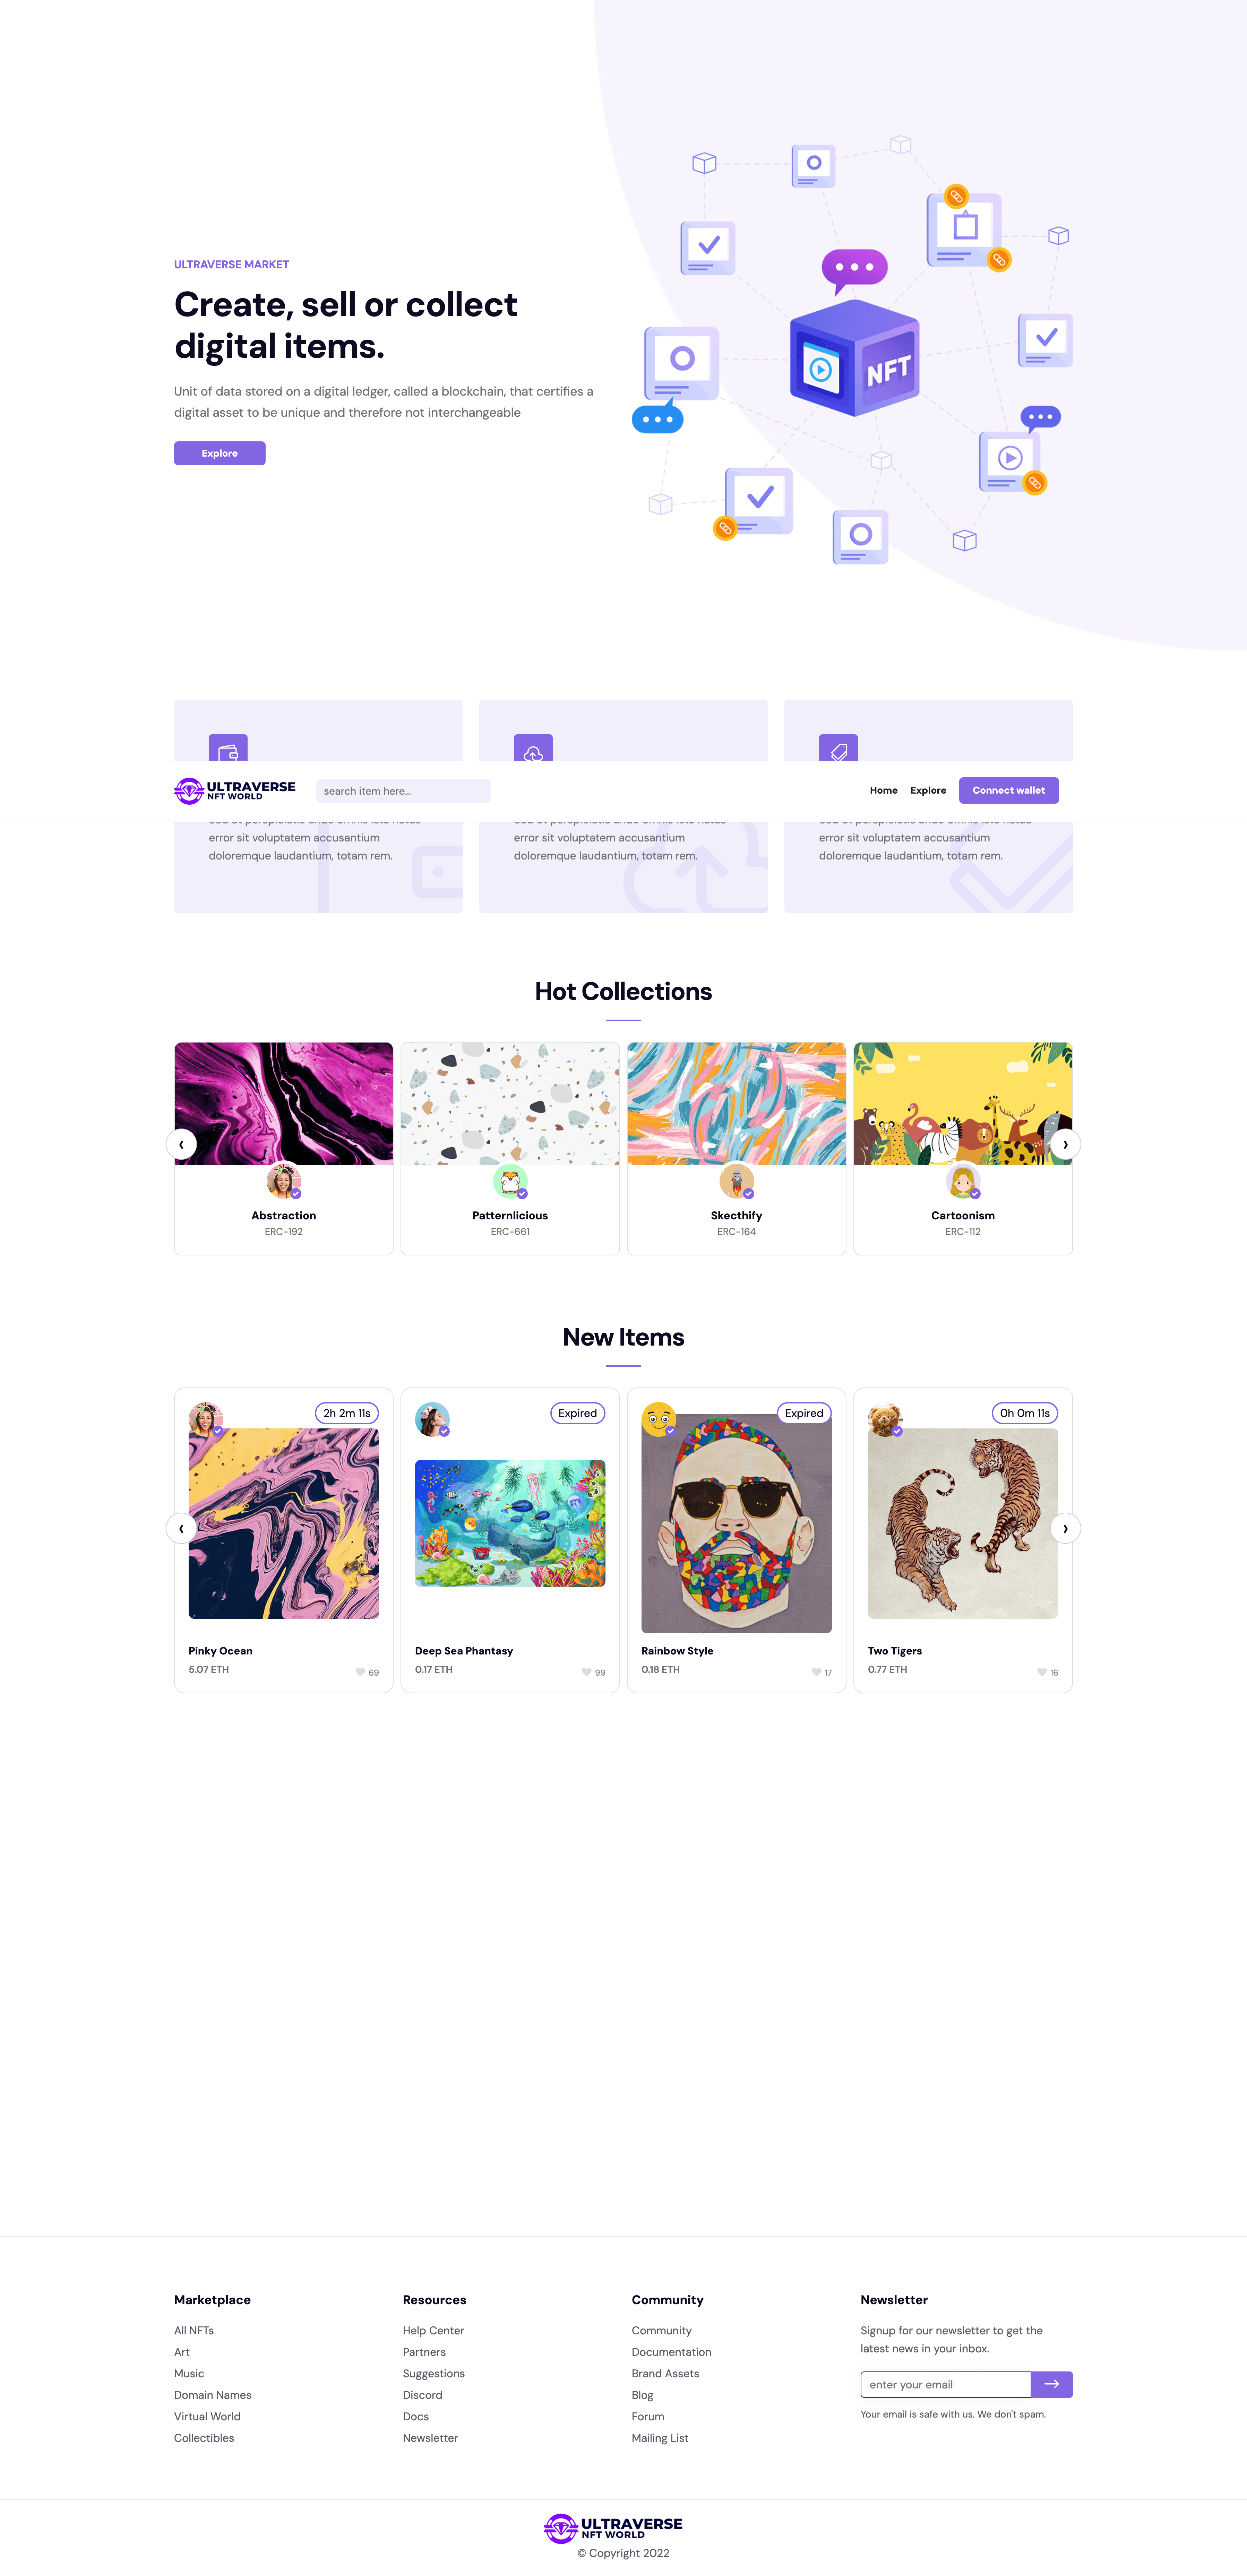 ULTRAVERSE MARKET
Create, sell or collect
digital items.
Unit of data stored on a digital ledger, called a blockchain, that certifies a
digital asset to be unique and therefore not interchangeable
Explore
NFT
ULTRAVERSE
NFT WORLD
search item here...
Home
Explore
Connect wallet
error sit voluptatem accusantium
doloremque laudantium, totam rem.
error sit voluptatem accusantium
doloremque laudantium, totam rem.
error sit voluptatem accusantium
doloremque laudantium, totam rem.
Hot Collections
Abstraction
ERC-192
Patternlicious
ERC-661
Skecthify
ERC-164
Cartoonism
ERC-112
New Items
2h 2m 11s
Pinky Ocean
5.07 ETH
69
Expired
Deep Sea Phantasy
0.17 ETH
99
Expired
Rainbow Style
0.18 ETH
17
0h 0m 11s
Two Tigers
0.77 ETH
16
Marketplace
All NFTs
Art
Music
Domain Names
Virtual World
Collectibles
Resources
Help Center
Partners
Suggestions
Discord
Docs
Newsletter
Community
Community
Documentation
Brand Assets
Blog
Forum
Mailing List
Newsletter
Signup for our newsletter to get the
latest news in your inbox.
enter your email
Your email is safe with us. We don't spam.
ULTRAVERSE
NFT WORLD
© Copyright 2022